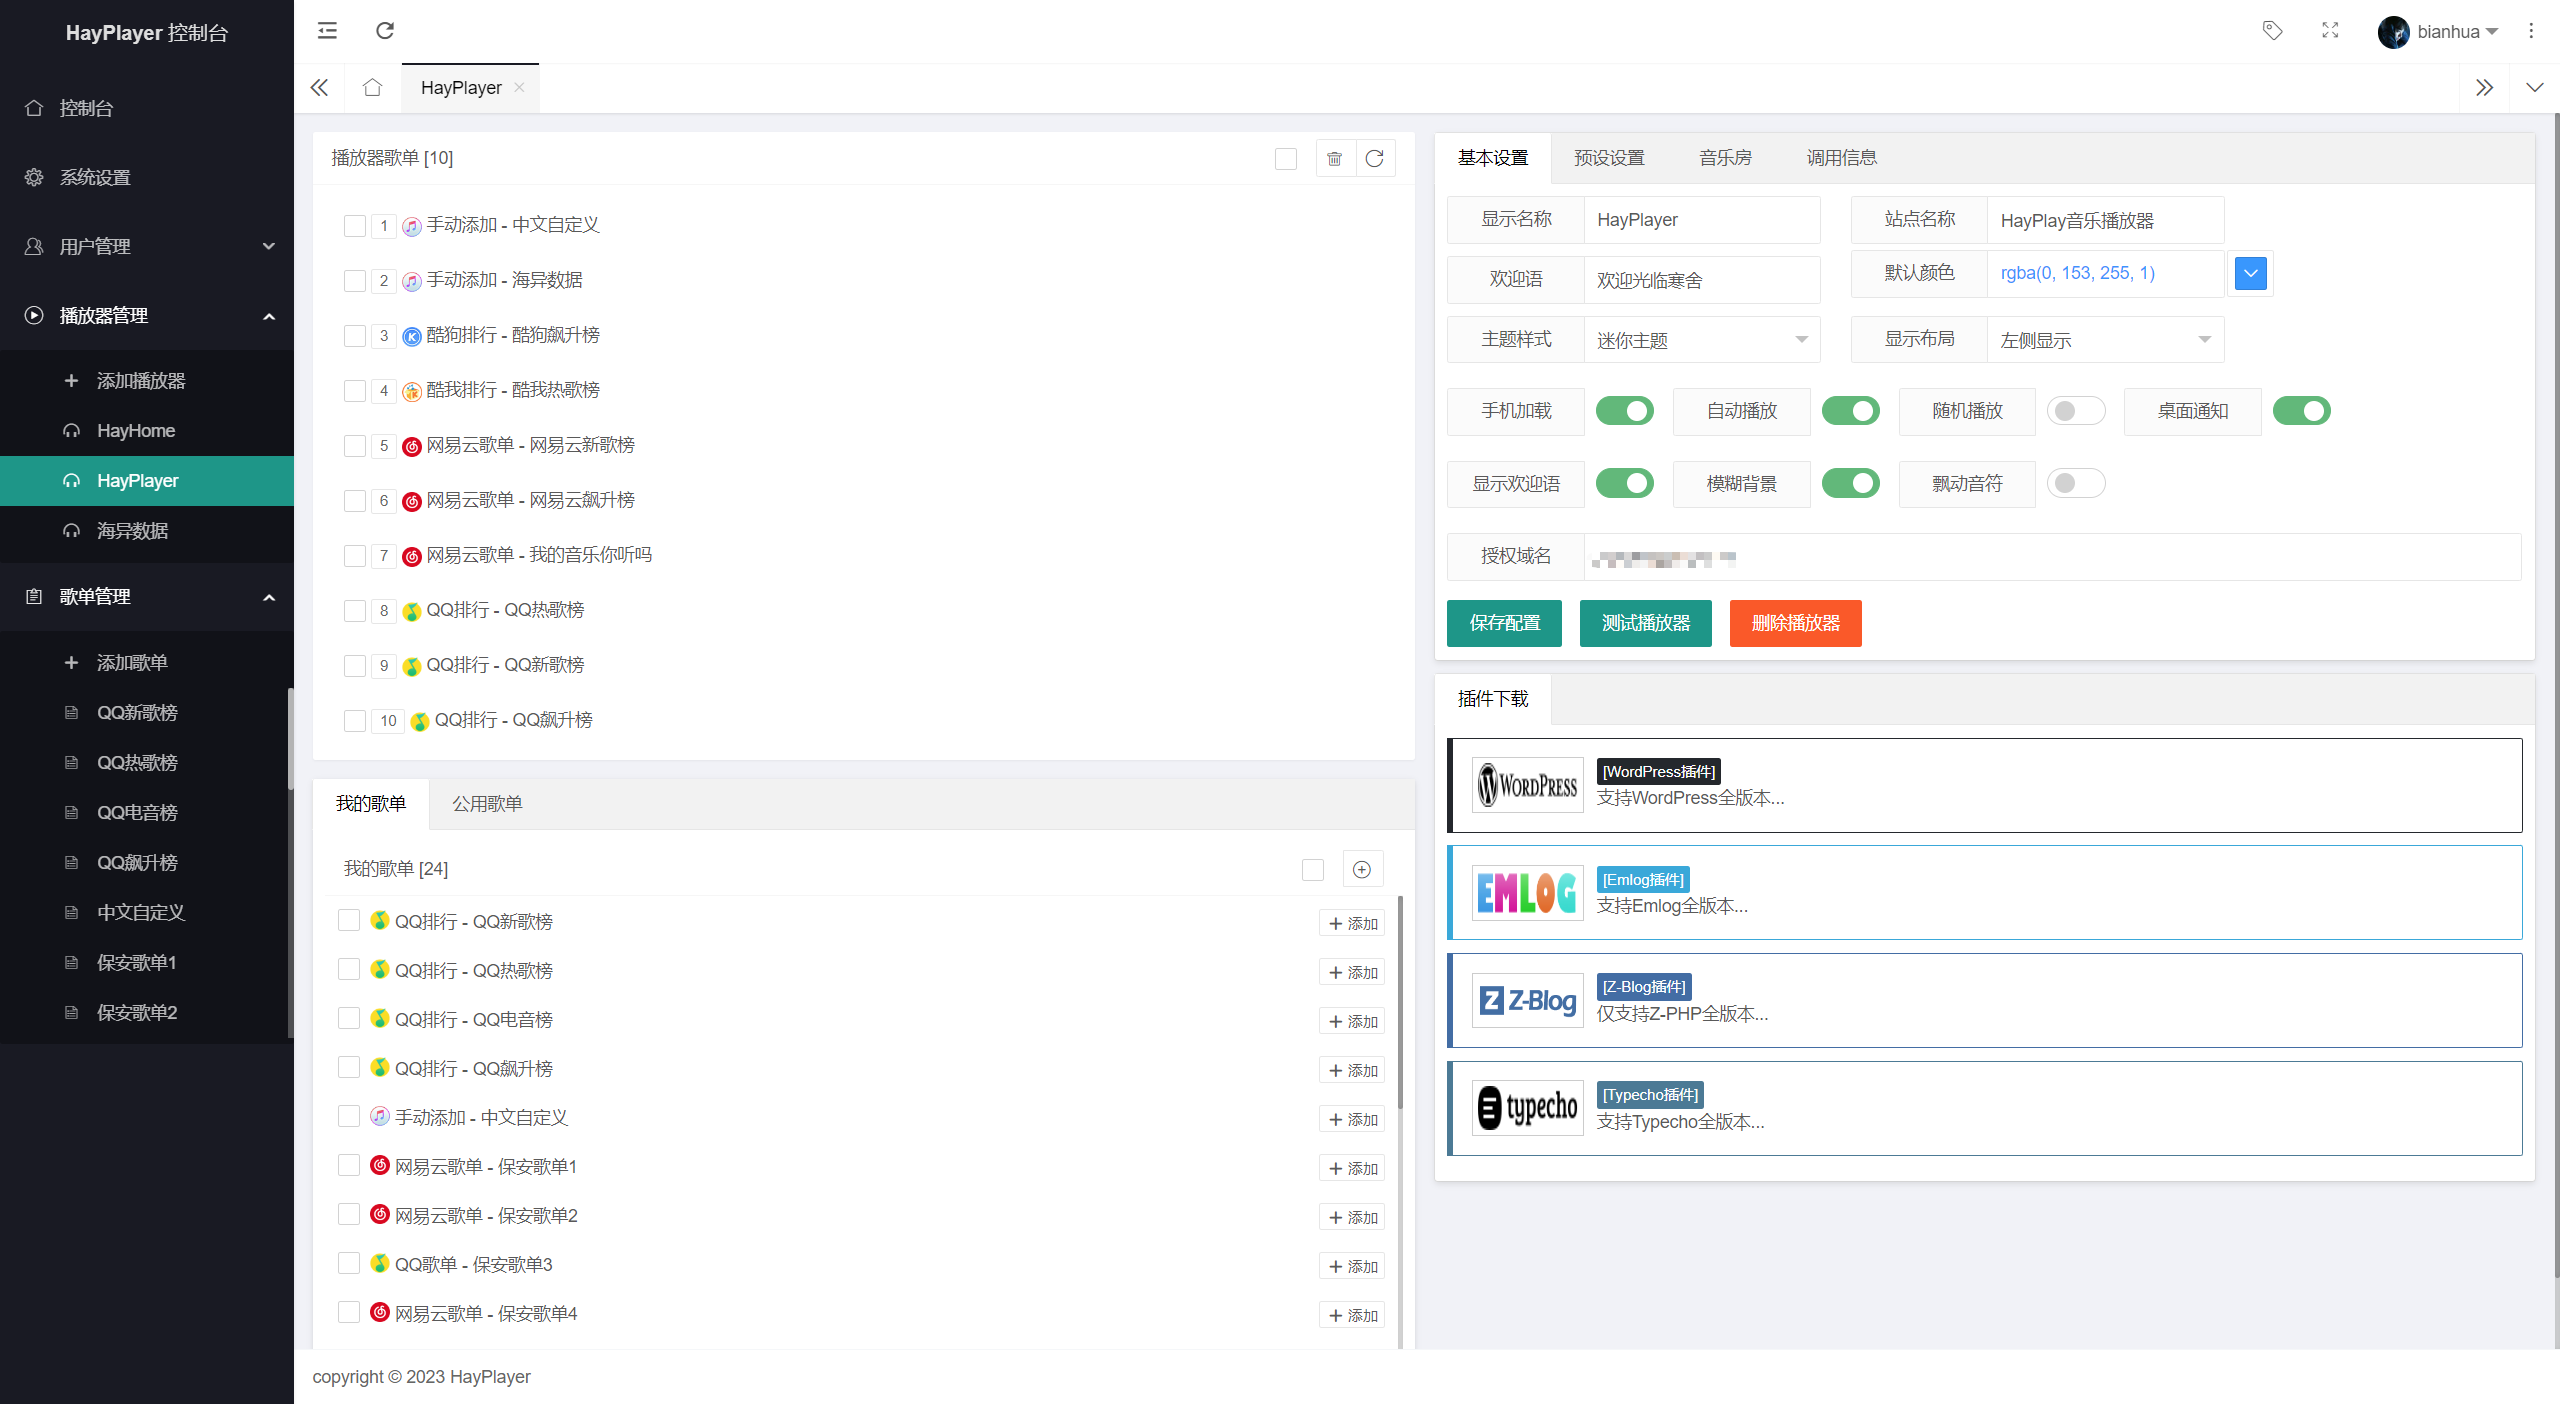 HayPlayer 控制台
控制台
系统设置
用户管理
播放器管理
添加播放器
HayHome
HayPlayer
海异数据
歌单管理
添加歌单
QQ新歌榜
QQ热歌榜
QQ电音榜
QQ飙升榜
中文自定义
保安歌单1
保安歌单2
bianhua
HayPlayer
播放器歌单 [10]
1 手动添加 - 中文自定义
2 手动添加 - 海异数据
3 酷狗排行 - 酷狗飙升榜
4 酷我排行 - 酷我热歌榜
5 网易云歌单 - 网易云新歌榜
6 网易云歌单 - 网易云飙升榜
7 网易云歌单 - 我的音乐你听吗
8 QQ排行 - QQ热歌榜
9 QQ排行 - QQ新歌榜
10 QQ排行 - QQ飙升榜
我的歌单 公用歌单
我的歌单 [24]
QQ排行 - QQ新歌榜 添加
QQ排行 - QQ热歌榜 添加
QQ排行 - QQ电音榜 添加
QQ排行 - QQ飙升榜 添加
手动添加 - 中文自定义 添加
网易云歌单 - 保安歌单1 添加
网易云歌单 - 保安歌单2 添加
QQ歌单 - 保安歌单3 添加
网易云歌单 - 保安歌单4 添加
基本设置 预设设置 音乐房 调用信息
显示名称 HayPlayer 站点名称 HayPlay音乐播放器
欢迎语 欢迎光临寒舍 默认颜色 rgba(0, 153, 255, 1)
主题样式 迷你主题 显示布局 左侧显示
手机加载 自动播放 随机播放 桌面通知
显示欢迎语 模糊背景 飘动音符
授权域名
保存配置 测试播放器 删除播放器
插件下载
WORDPRESS [WordPress插件]
支持WordPress全版本...
EMLOG [Emlog插件]
支持Emlog全版本...
Z-Blog [Z-Blog插件]
仅支持Z-PHP全版本...
typecho [Typecho插件]
支持Typecho全版本...
copyright © 2023 HayPlayer